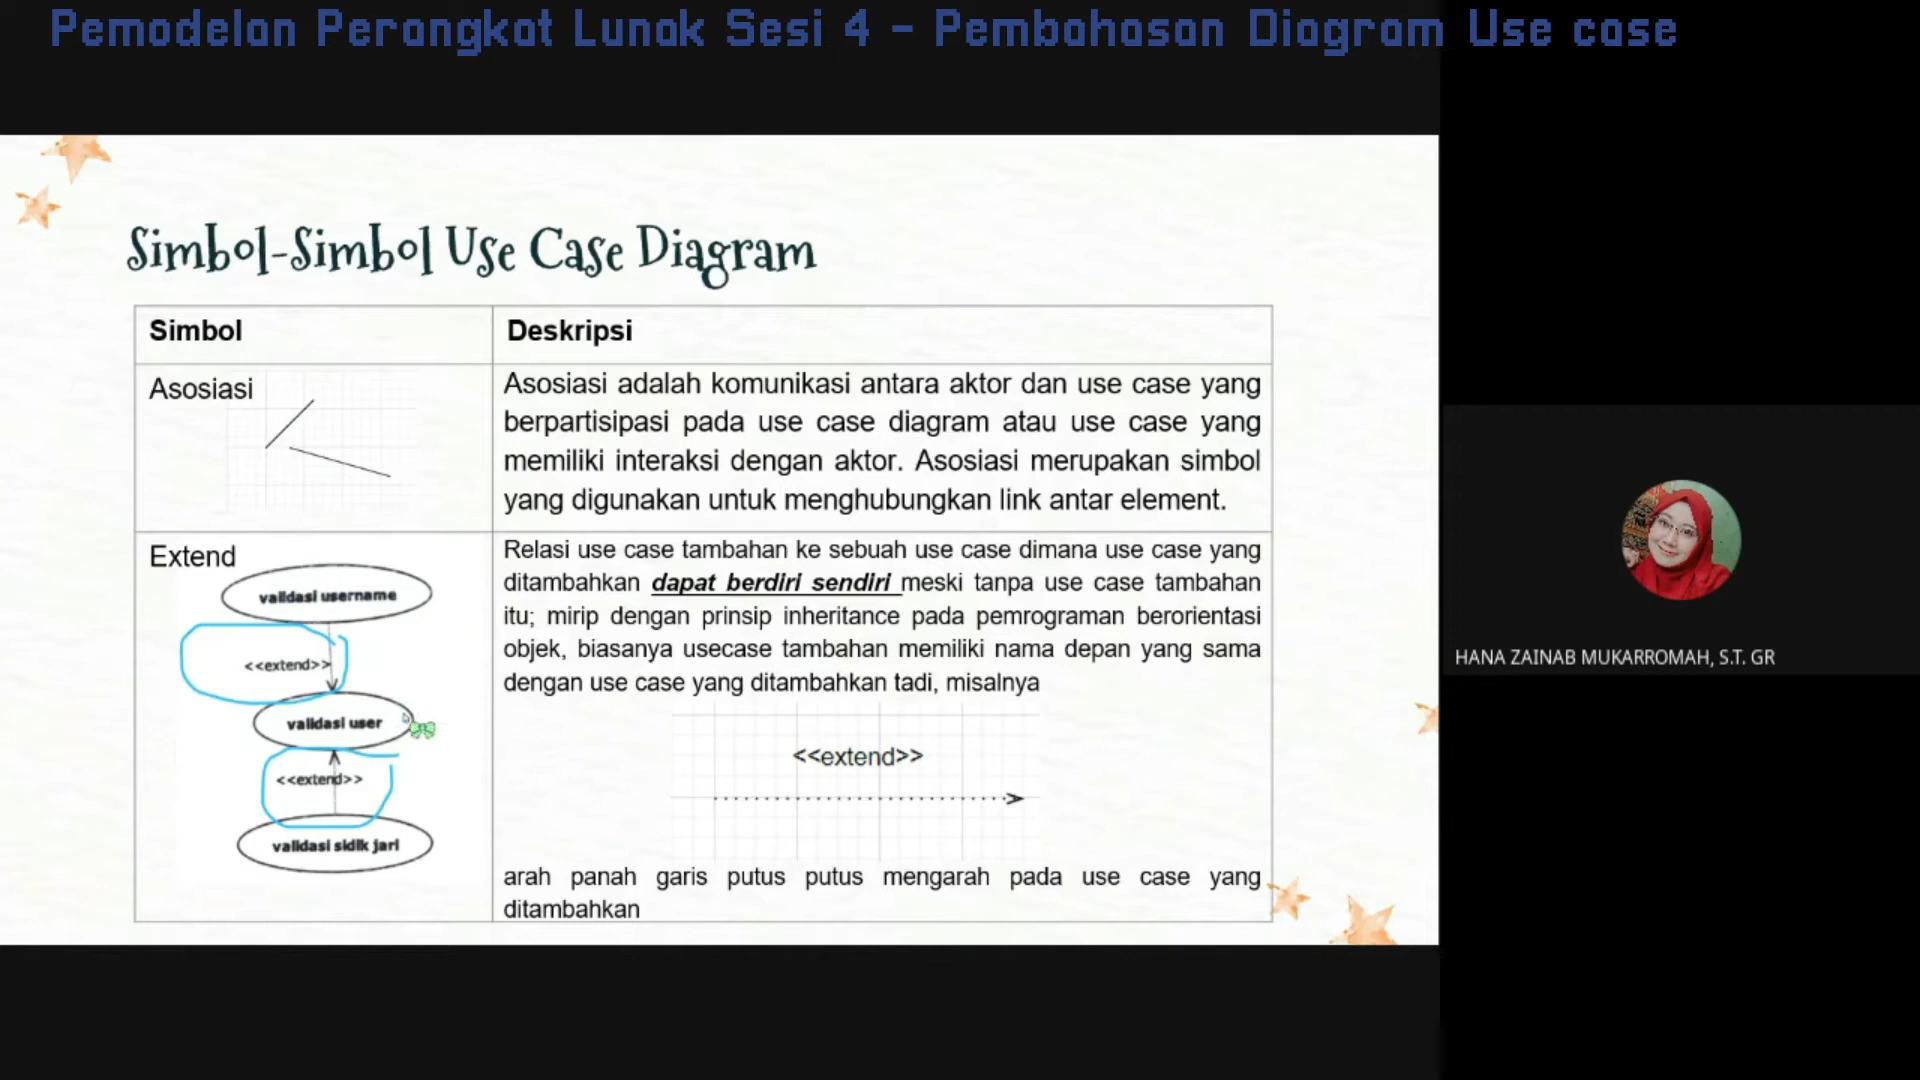 Pemodelan Perangkat Lunak Sesi 4 - Pembahasan Diagram Use case
Simbol-Simbol Use Case Diagram
Simbol
Deskripsi
Asosiasi
Asosiasi adalah komunikasi antara aktor dan use case yang
berpartisipasi pada use case diagram atau use case yang
memiliki interaksi dengan aktor. Asosiasi merupakan simbol
yang digunakan untuk menghubungkan link antar element.
Extend
validasi username
<<extend>>
validasi user
<<extend>>
validasi sidik jari
Relasi use case tambahan ke sebuah use case dimana use case yang
ditambahkan dapat berdiri sendiri meski tanpa use case tambahan
itu; mirip dengan prinsip inheritance pada pemrograman berorientasi
objek, biasanya usecase tambahan memiliki nama depan yang sama
dengan use case yang ditambahkan tadi, misalnya
<<extend>>
arah panah garis putus putus mengarah pada use case yang
ditambahkan
HANA ZAINAB MUKARROMAH, S.T. GR